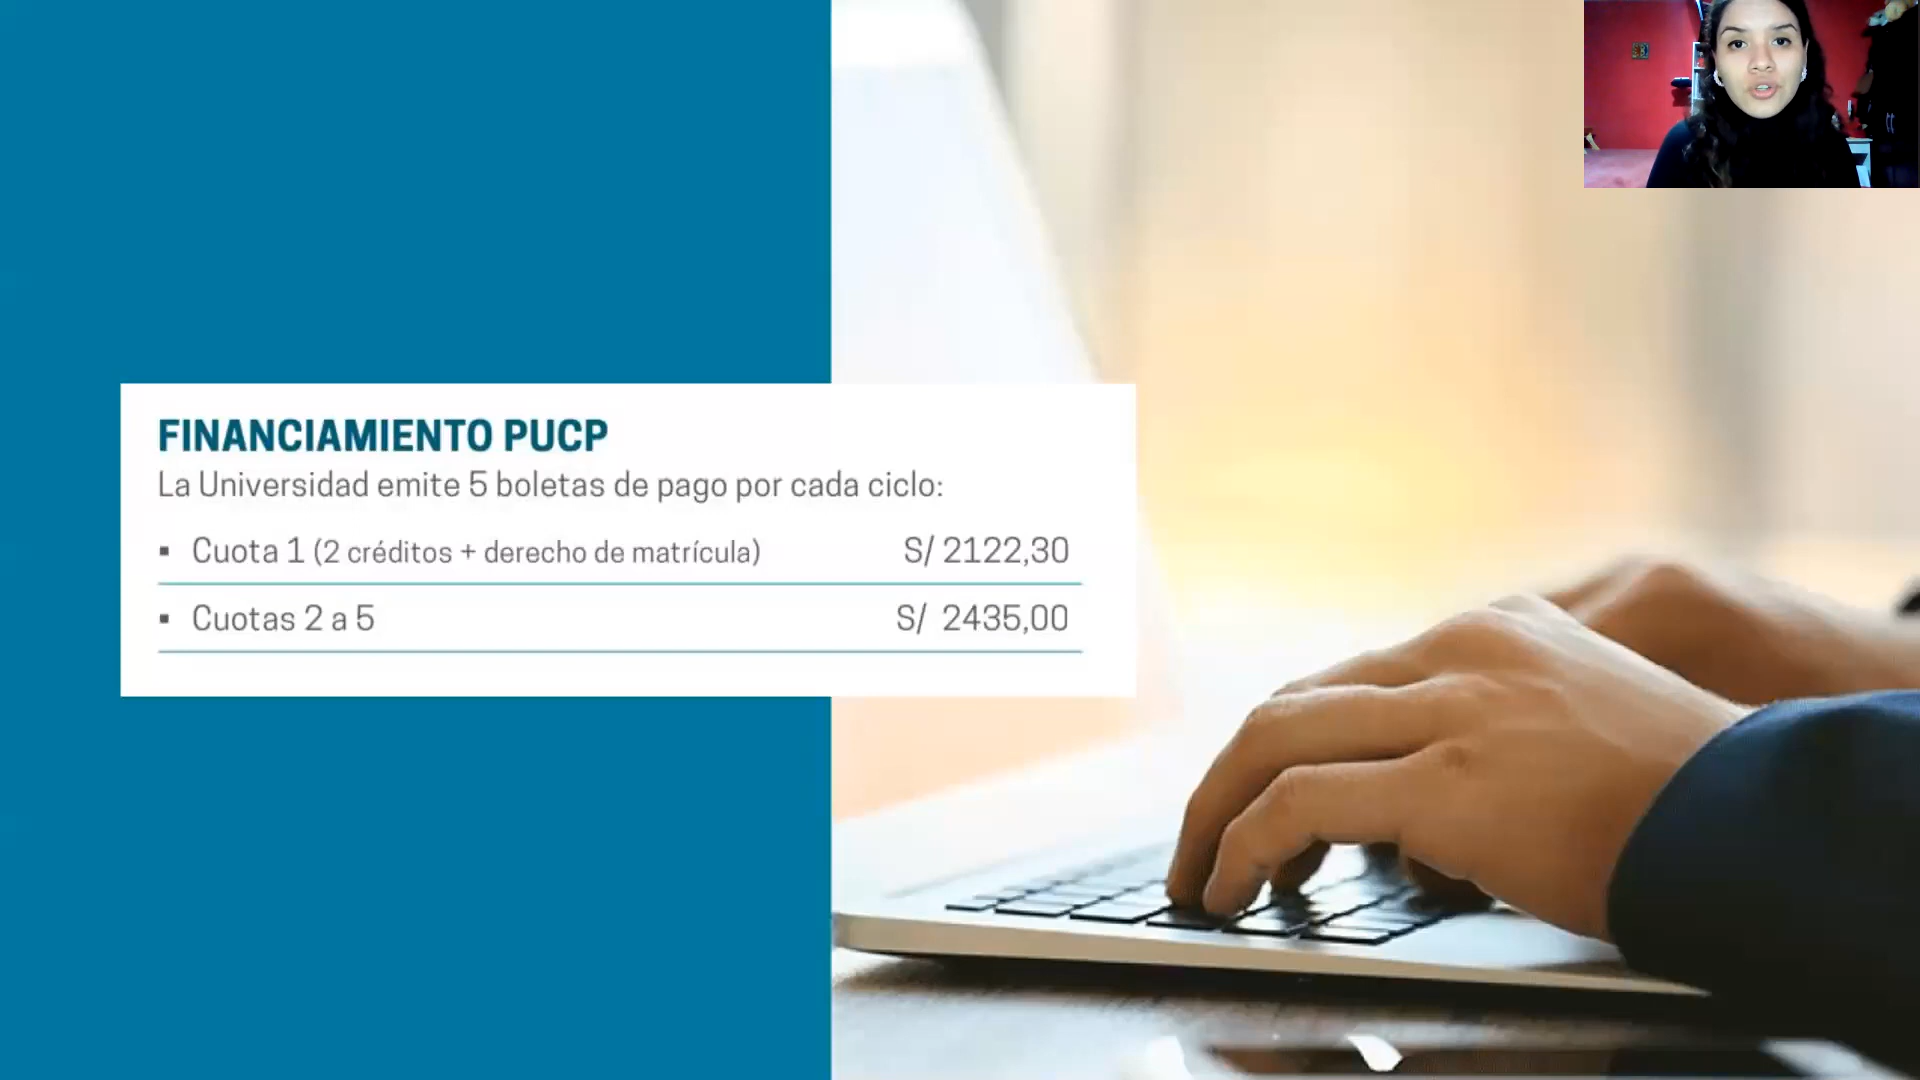 FINANCIAMIENTO PUCP
La Universidad emite 5 boletas de pago por cada ciclo:
▪ Cuota 1 (2 créditos + derecho de matrícula) S/ 2122,30
▪ Cuotas 2 a 5 S/ 2435,00